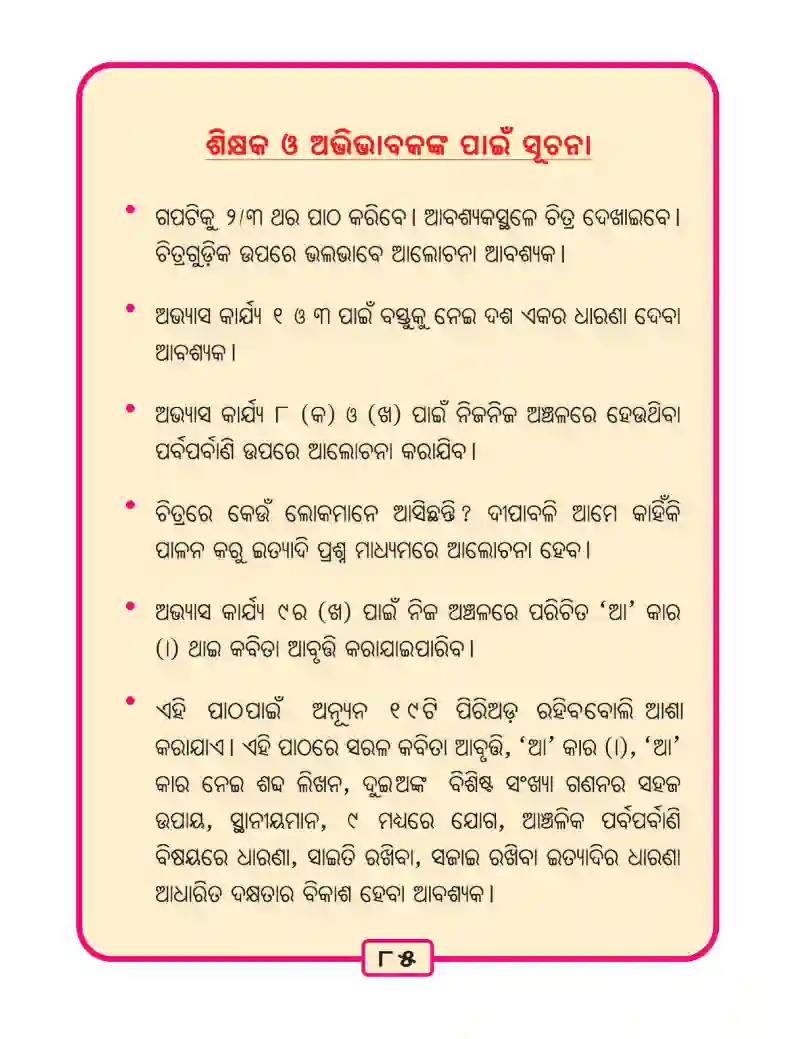 ଶିକ୍ଷକ ଓ ଅଭିଭାବକଙ୍କ ପାଇଁ ସୂଚନା
• ଗପଟିକୁ ୨/୩ ଥର ପାଠ କରିବେ। ଆବଶ୍ୟକସ୍ଥଳେ ଚିତ୍ର ଦେଖାଇବେ।
ଚିତ୍ରଗୁଡ଼ିକ ଉପରେ ଭଲଭାବେ ଆଲୋଚନା ଆବଶ୍ୟକ।
• ଅଭ୍ୟାସ କାର୍ଯ୍ୟ ୧ ଓ ୩ ପାଇଁ ବସ୍ତୁକୁ ନେଇ ଦଶ ଏକର ଧାରଣା ଦେବା
ଆବଶ୍ୟକ।
• ଅଭ୍ୟାସ କାର୍ଯ୍ୟ ୮ (କ) ଓ (ଖ) ପାଇଁ ନିଜନିଜ ଅଞ୍ଚଳରେ ହେଉଥିବା
ପର୍ବପର୍ବାଣି ଉପରେ ଆଲୋଚନା କରାଯିବ।
• ଚିତ୍ରରେ କେଉଁ ଲୋକମାନେ ଆସିଛନ୍ତି? ଦୀପାବଳି ଆମେ କାହିଁକି
ପାଳନ କରୁ ଇତ୍ୟାଦି ପ୍ରଶ୍ନ ମାଧ୍ୟମରେ ଆଲୋଚନା ହେବ।
• ଅଭ୍ୟାସ କାର୍ଯ୍ୟ ୯ର (ଖ) ପାଇଁ ନିଜ ଅଞ୍ଚଳରେ ପରିଚିତ ‘ଆ’ କାର
(ା) ଥାଇ କବିତା ଆବୃତ୍ତି କରାଯାଇପାରିବ।
• ଏହି ପାଠପାଇଁ ଅନ୍ୟୂନ ୧୯ଟି ପିରିଅଡ଼ ରହିବବୋଲି ଆଶା
କରାଯାଏ। ଏହି ପାଠରେ ସରଳ କବିତା ଆବୃତ୍ତି, ‘ଆ’ କାର (ା), ‘ଆ’
କାର ନେଇ ଶବ୍ଦ ଲିଖନ, ଦୁଇଅଙ୍କ ବିଶିଷ୍ଟ ସଂଖ୍ୟା ଗଣନର ସହଜ
ଉପାୟ, ସ୍ଥାନୀୟମାନ, ୯ ମଧ୍ୟରେ ଯୋଗ, ଆଞ୍ଚଳିକ ପର୍ବପର୍ବାଣି
ବିଷୟରେ ଧାରଣା, ସାଇତି ରଖିବା, ସଜାଇ ରଖିବା ଇତ୍ୟାଦିର ଧାରଣା
ଆଧାରିତ ଦକ୍ଷତାର ବିକାଶ ହେବା ଆବଶ୍ୟକ।
୮୫